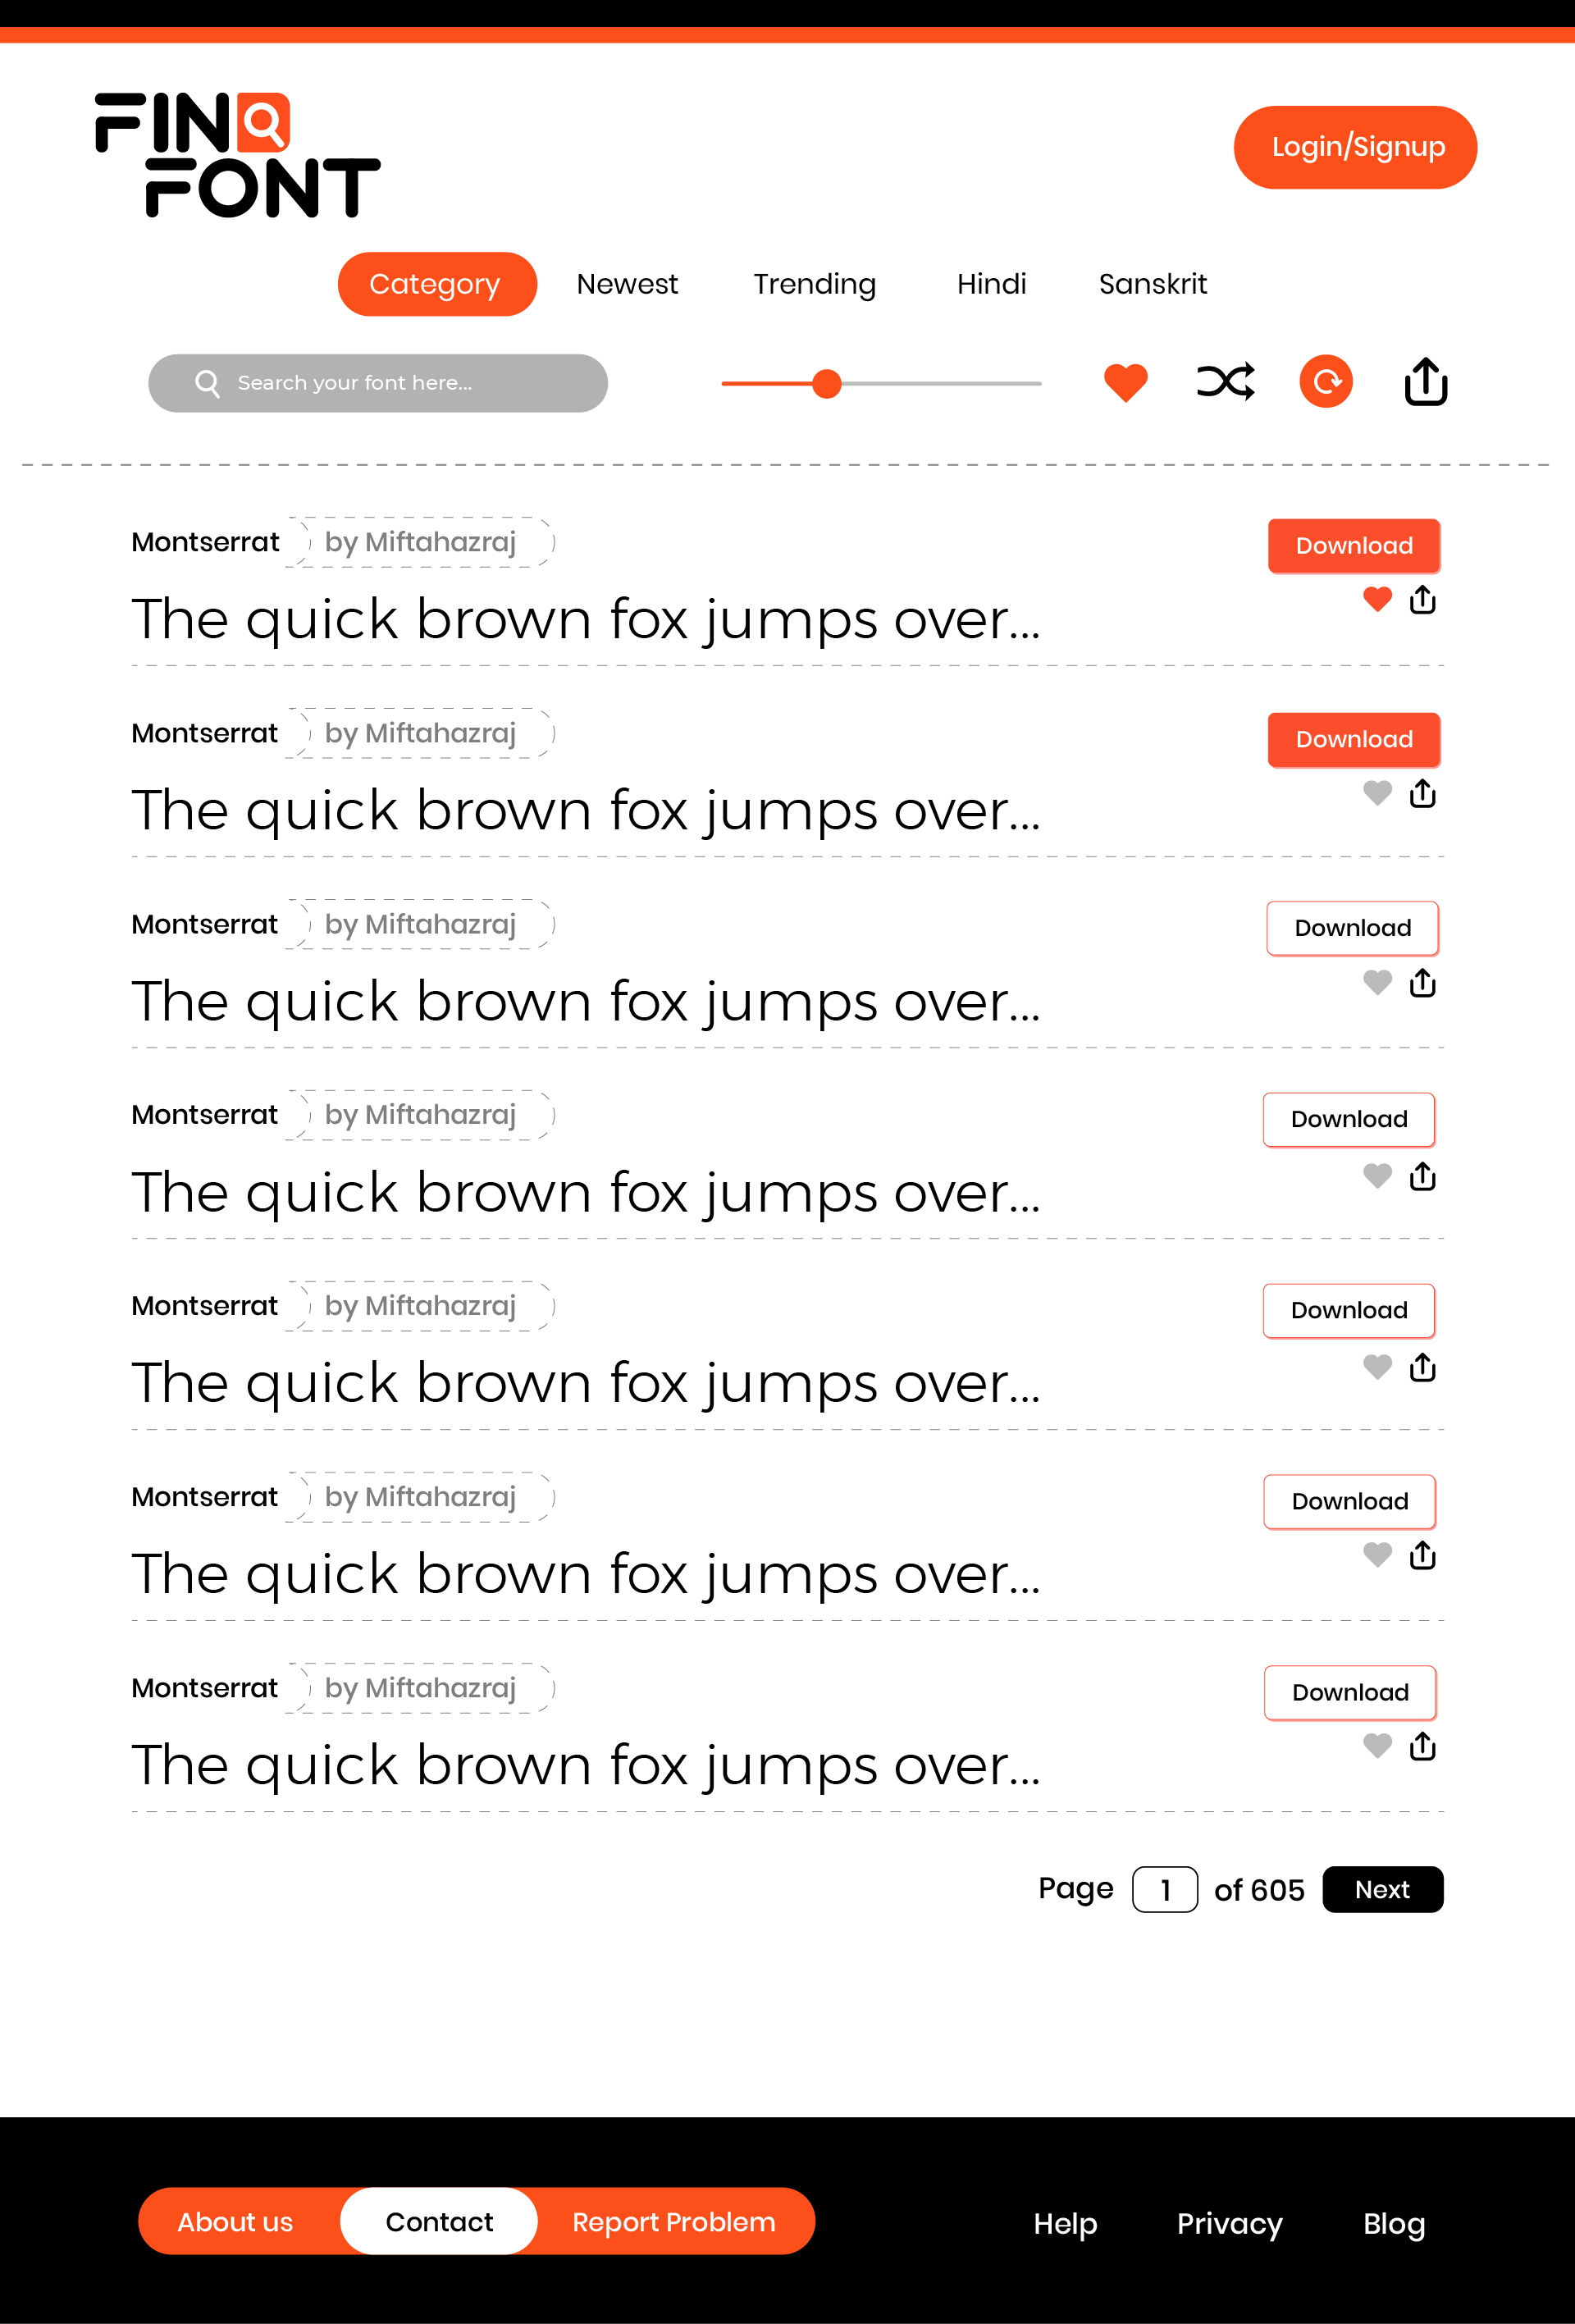 FIND
FONT
Login/Signup
Category Newest Trending Hindi Sanskrit
Search your font here...
Montserrat by Miftahazraj Download
The quick brown fox jumps over...
Montserrat by Miftahazraj Download
The quick brown fox jumps over...
Montserrat by Miftahazraj Download
The quick brown fox jumps over...
Montserrat by Miftahazraj Download
The quick brown fox jumps over...
Montserrat by Miftahazraj Download
The quick brown fox jumps over...
Montserrat by Miftahazraj Download
The quick brown fox jumps over...
Montserrat by Miftahazraj Download
The quick brown fox jumps over...
Page 1 of 605 Next
About us Contact Report Problem Help Privacy Blog